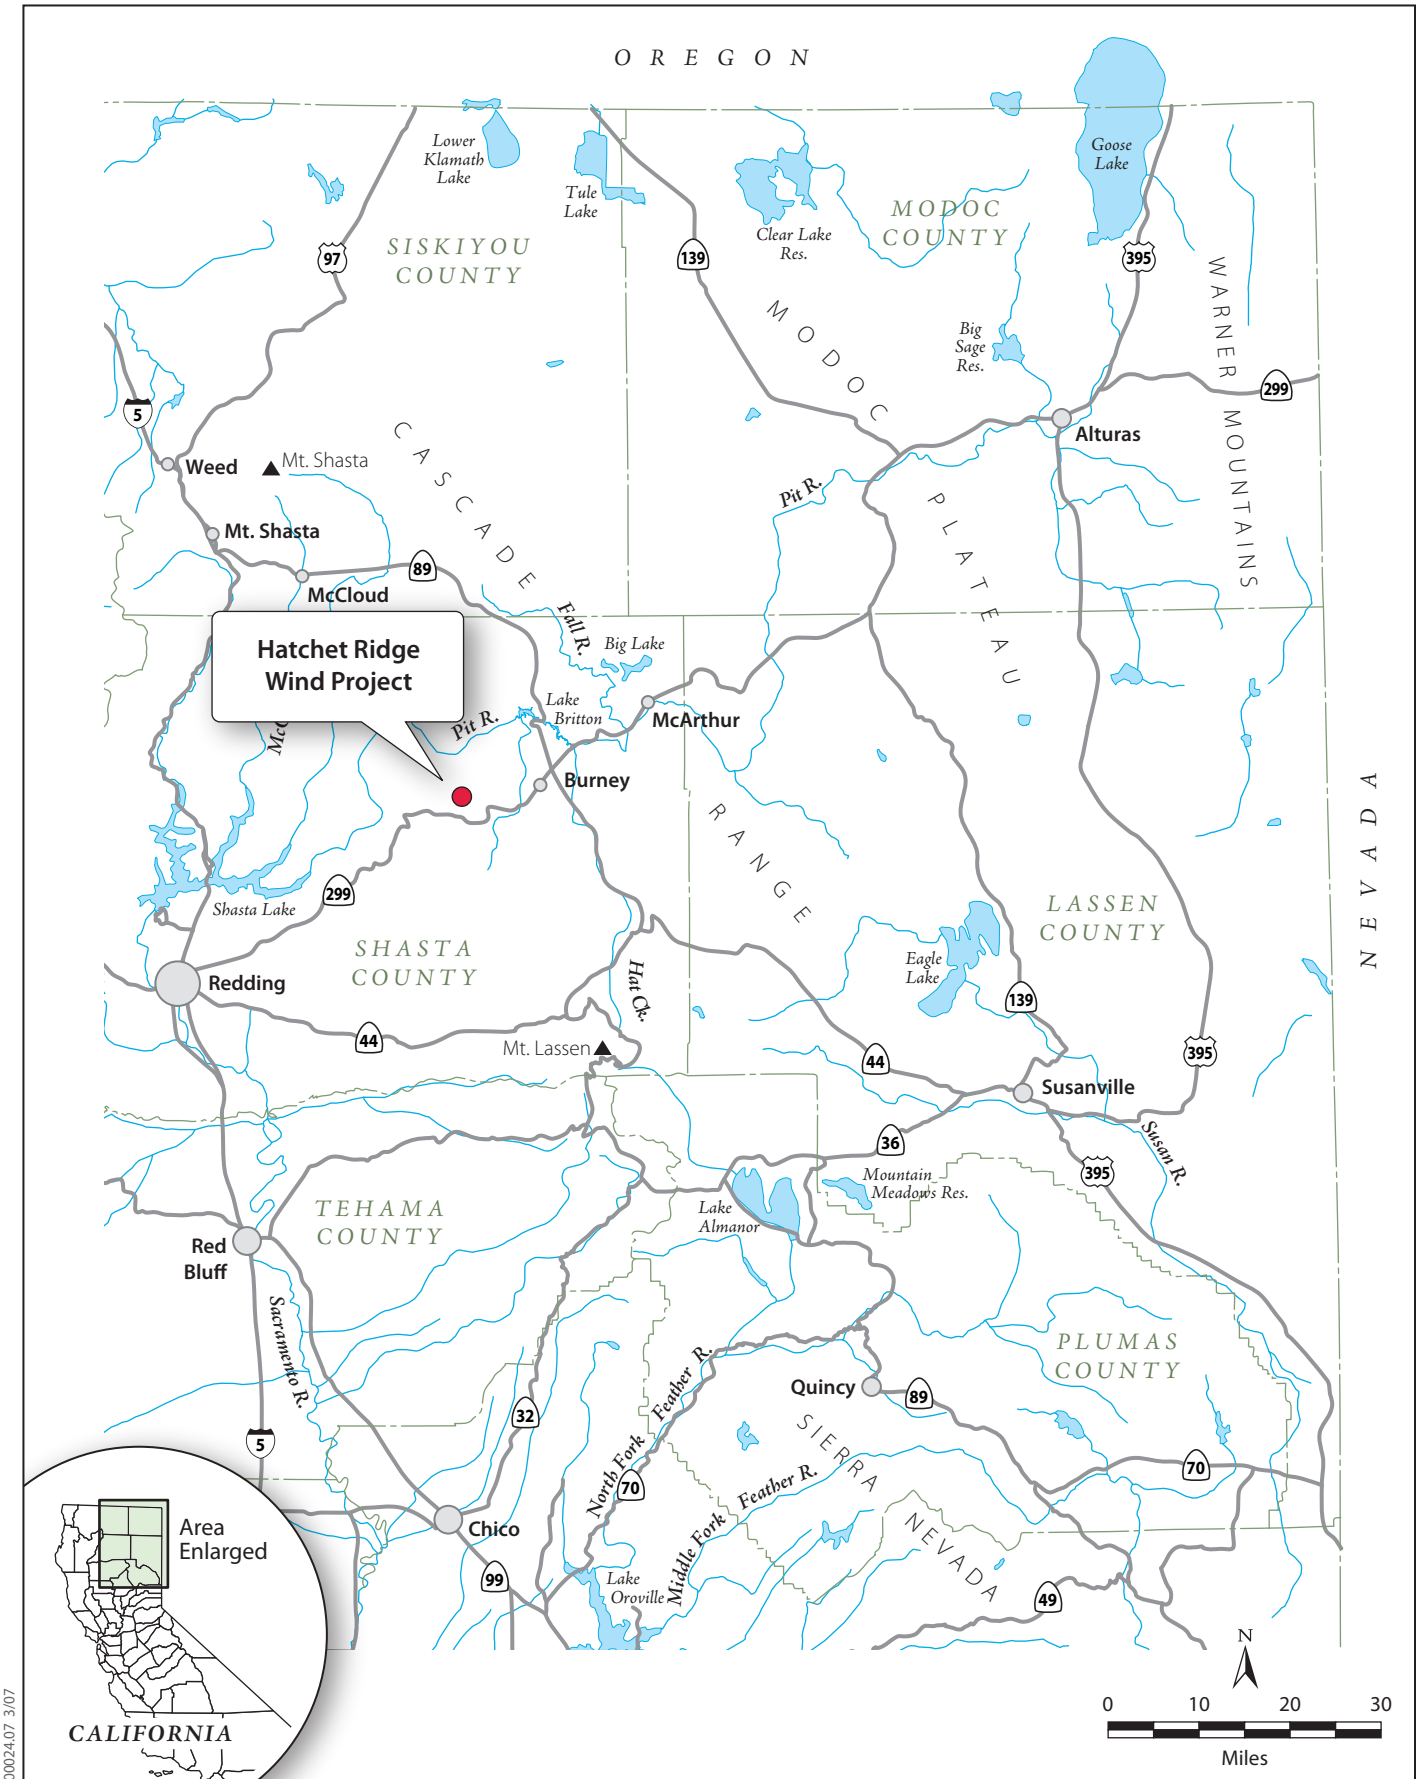 OREGON
Lower
Klamath
Lake
Tule
Lake
Clear Lake
Res.
Goose
Lake
MODOC
COUNTY
SISKIYOU
COUNTY
97
139
395
WARNER MOUNTAINS
MODOC PLATEAU
Big
Sage
Res.
299
5
Alturas
CASCADE RANGE
Weed
Mt. Shasta
Pit R.
Mt. Shasta
89
McCloud
Fall R.
Hatchet Ridge
Wind Project
Big Lake
Lake
Britton
McArthur
Pit R.
Burney
NEVADA
299
Shasta Lake
SHASTA
COUNTY
LASSEN
COUNTY
Eagle
Lake
Redding
Hat Ck.
139
44
Mt. Lassen
44
395
Susanville
36
Susan R.
395
Mountain
Meadows Res.
TEHAMA
COUNTY
Lake
Almanor
Red
Bluff
Sacramento R.
PLUMAS
COUNTY
North Fork Feather R.
Quincy
89
32
SIERRA NEVADA
5
70
70
Middle Fork Feather R.
Chico
Area
Enlarged
99
Lake
Oroville
49
CALIFORNIA
N
0 10 20 30
Miles
00024.07 3/07